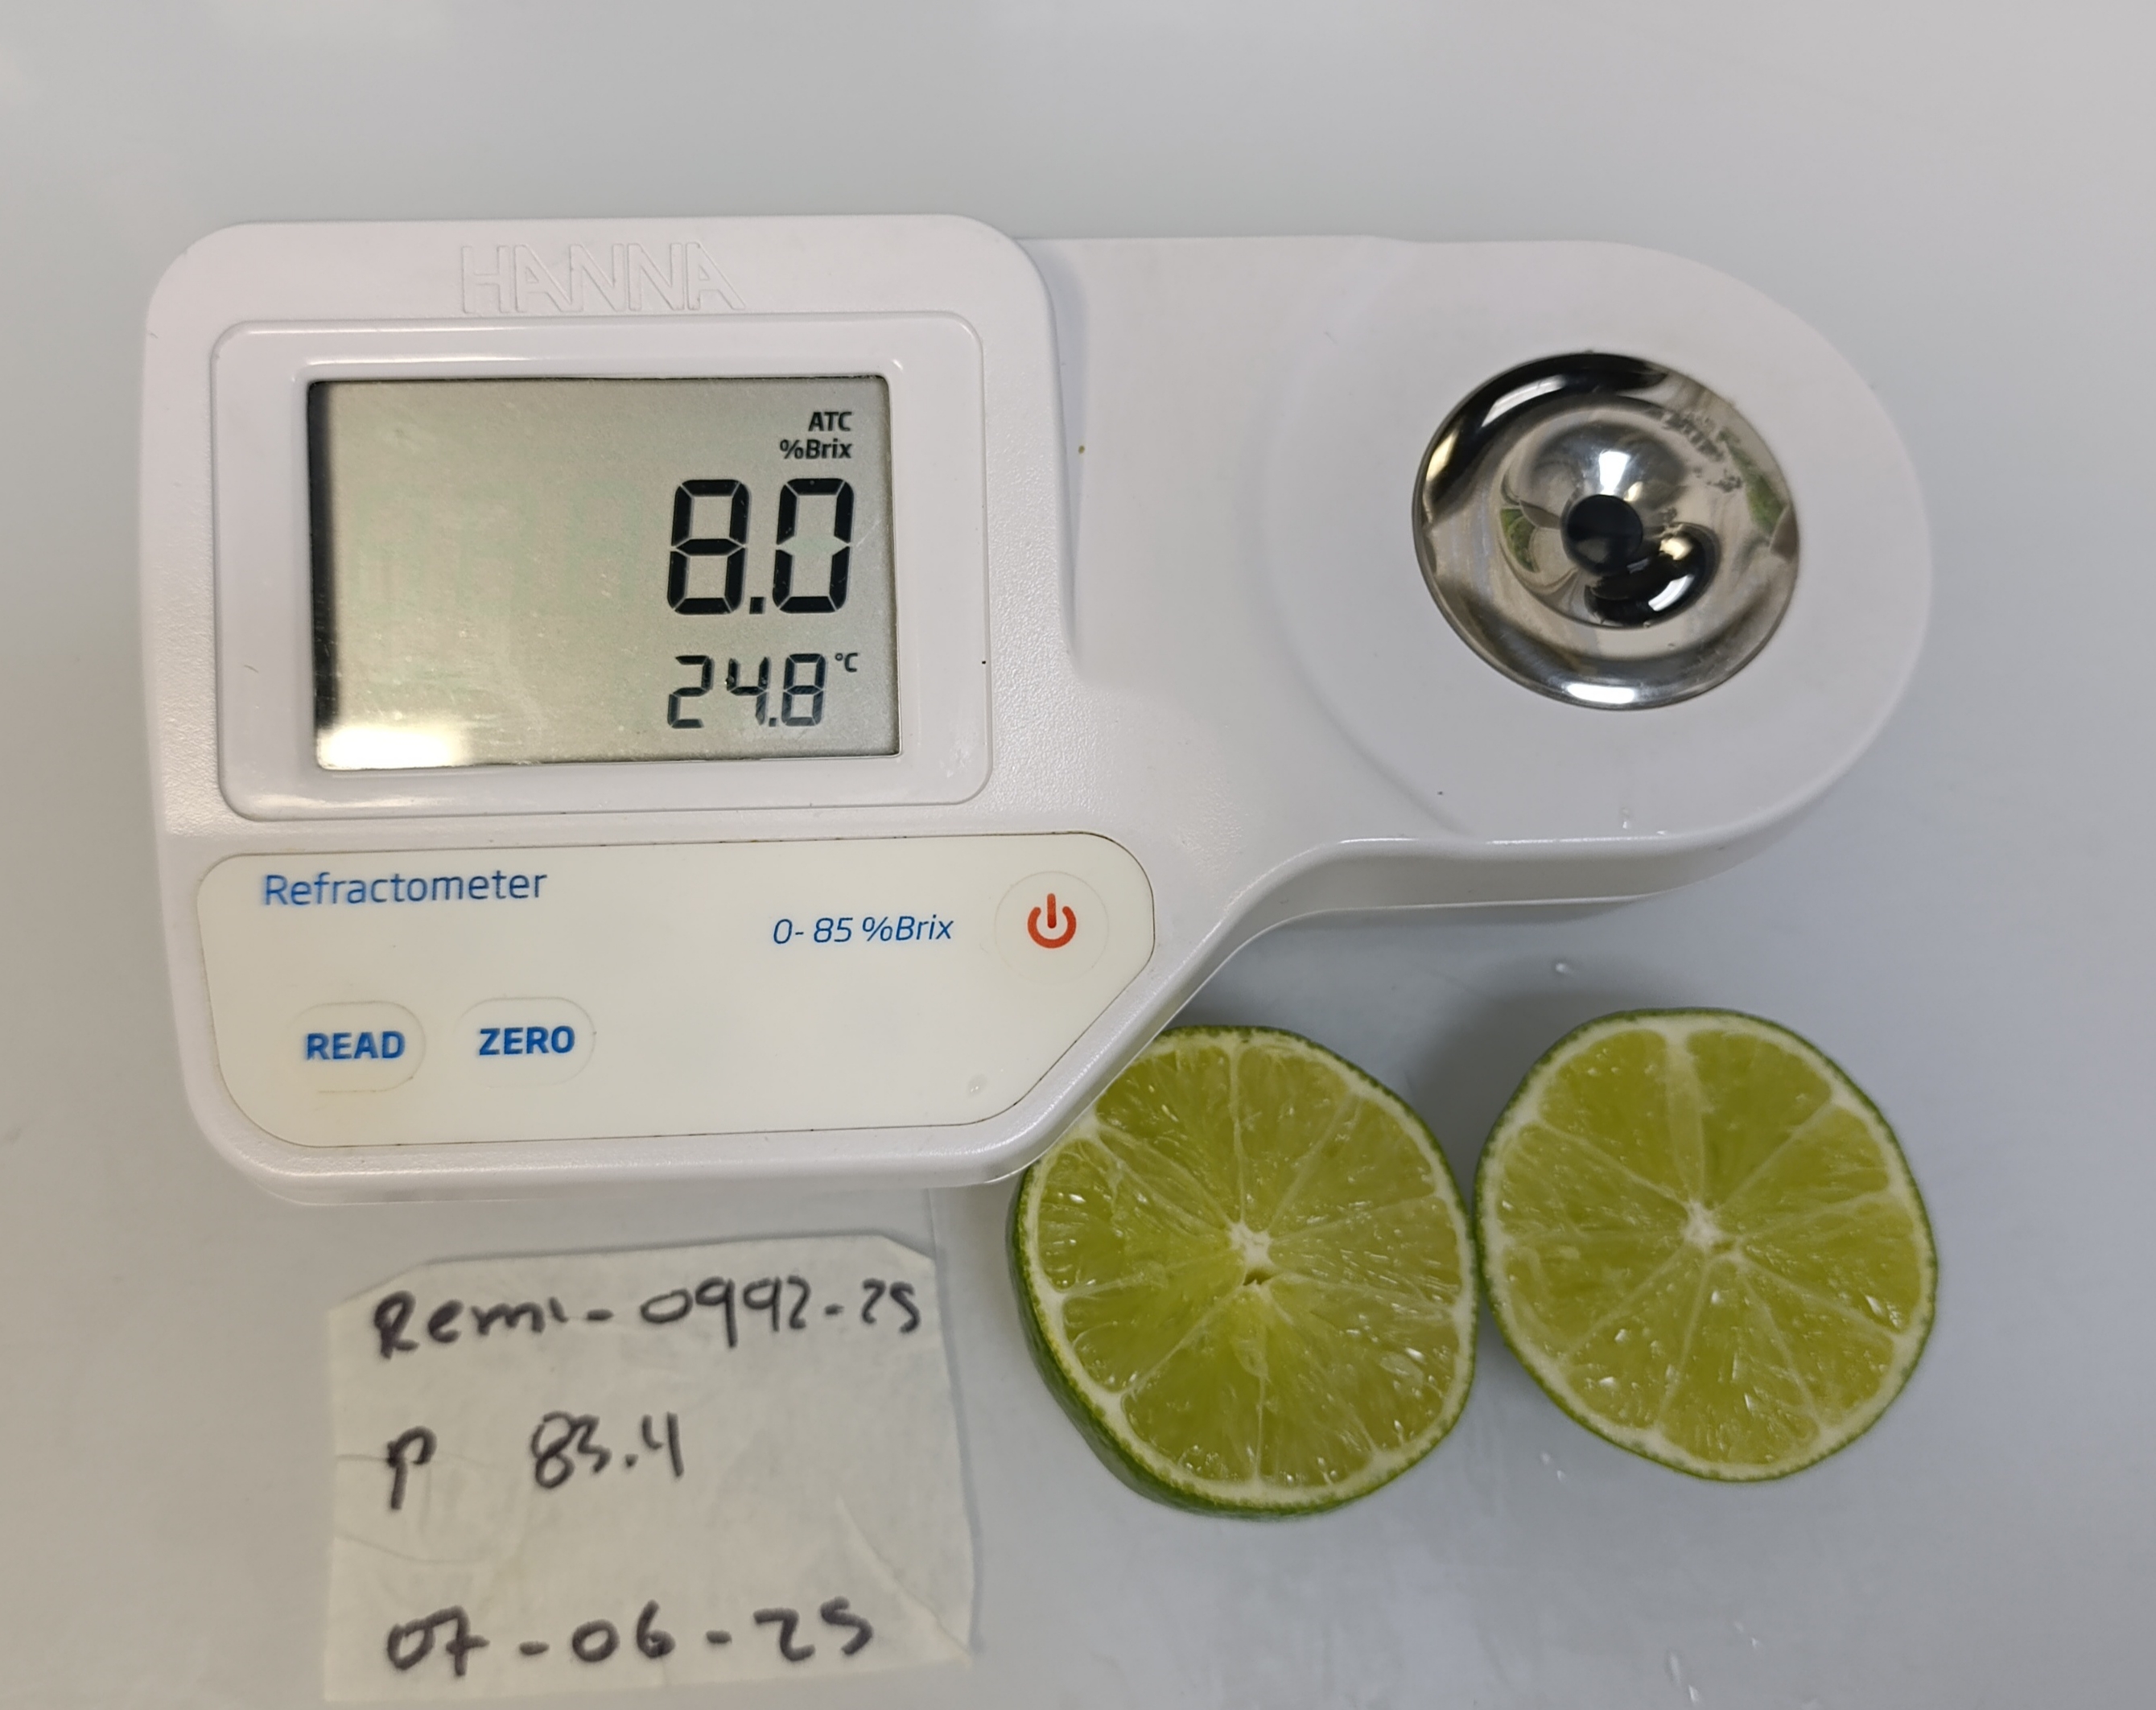 HANNA
ATC
%Brix
8.0
24.8 °C
Refractometer
0-85 %Brix
READ ZERO
Remi-0992-25
P 83.4
07-06-25